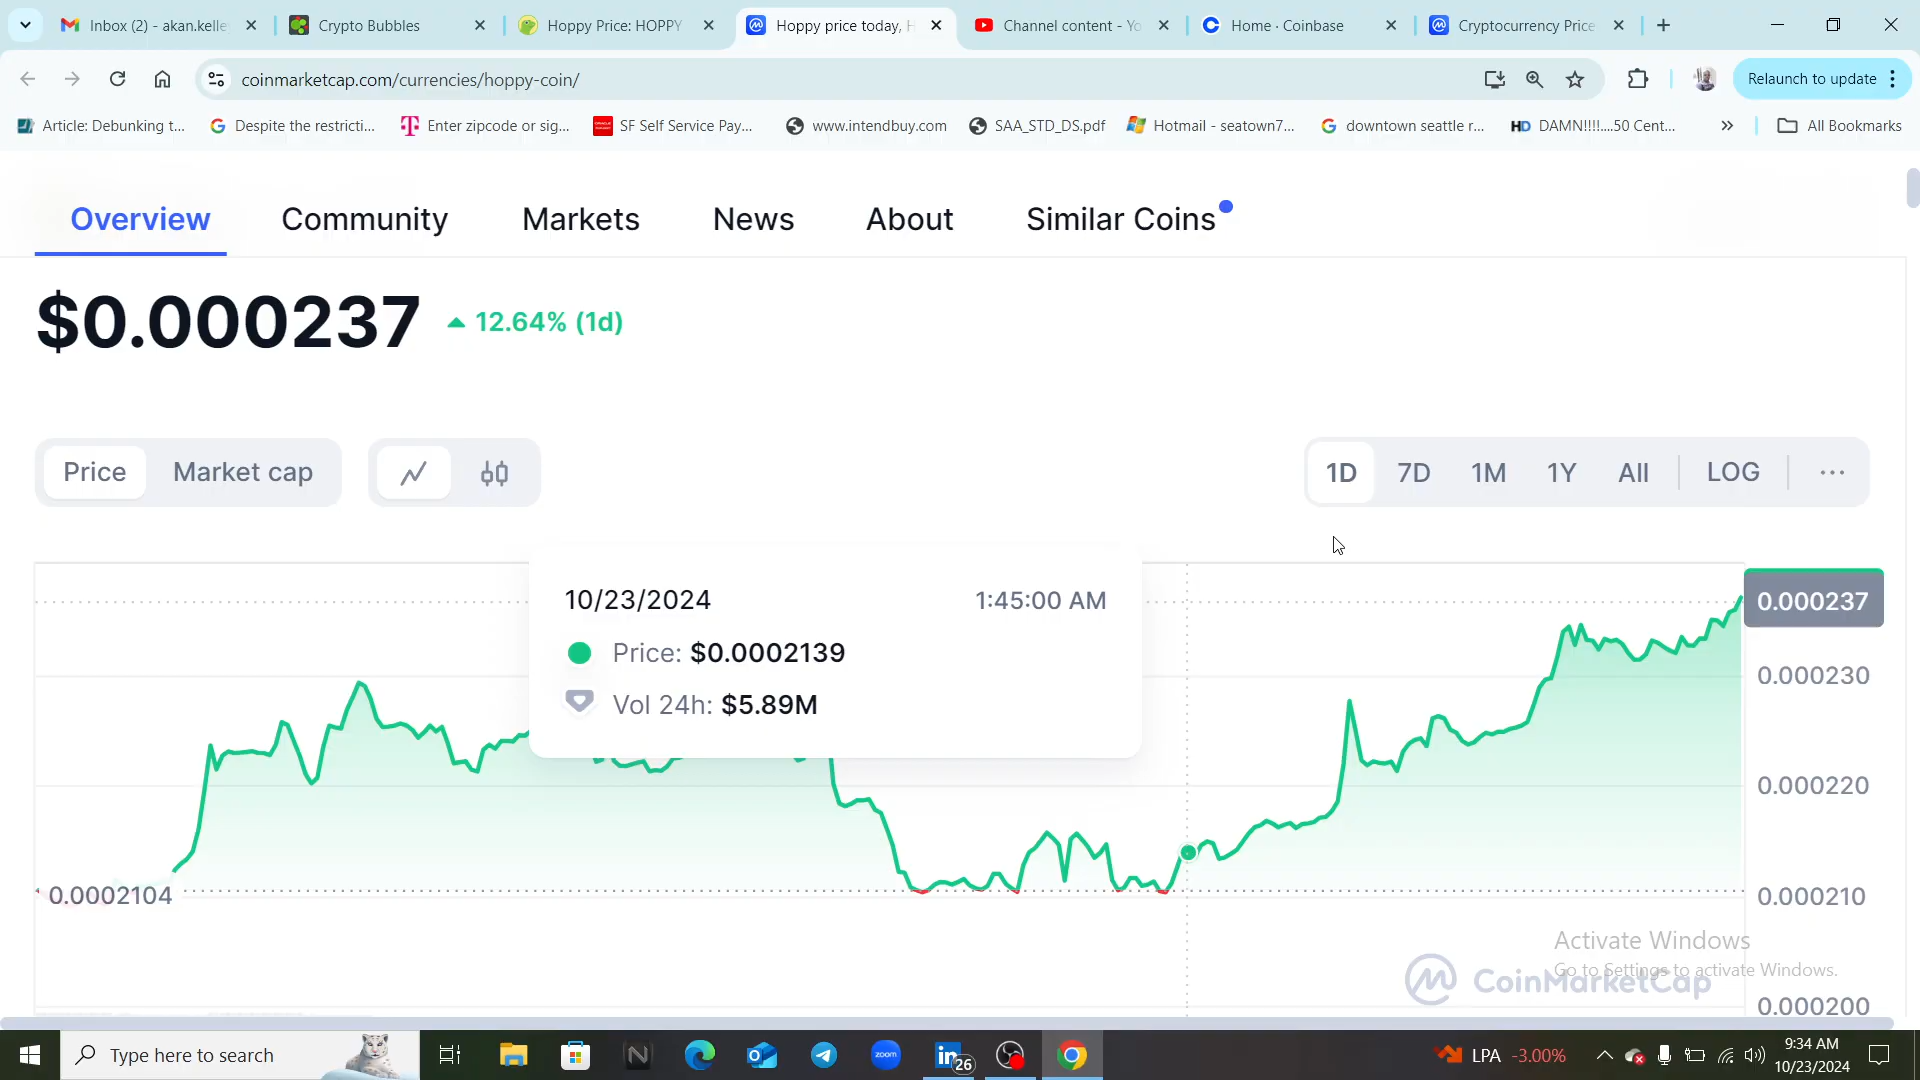 Inbox (2) - akan.kelle
Crypto Bubbles
Hoppy Price: HOPPY
Hoppy price today, H
Channel content - Yo
Home · Coinbase
Cryptocurrency Price
coinmarketcap.com/currencies/hoppy-coin/
Relaunch to update
Article: Debunking t...
Despite the restricti...
Enter zipcode or sig...
SF Self Service Pay...
www.intendbuy.com
SAA_STD_DS.pdf
Hotmail - seatown7...
downtown seattle r...
HD DAMN!!!!....50 Cent...
All Bookmarks
Overview
Community
Markets
News
About
Similar Coins
$0.000237
12.64% (1d)
Price
Market cap
1D
7D
1M
1Y
All
LOG
10/23/2024
1:45:00 AM
Price: $0.0002139
Vol 24h: $5.89M
0.000237
0.000230
0.000220
0.0002104
0.000210
Activate Windows
Go to Settings to activate Windows.
CoinMarketCap
0.000200
Type here to search
zoom
in
26
LPA -3.00%
9:34 AM
10/23/2024